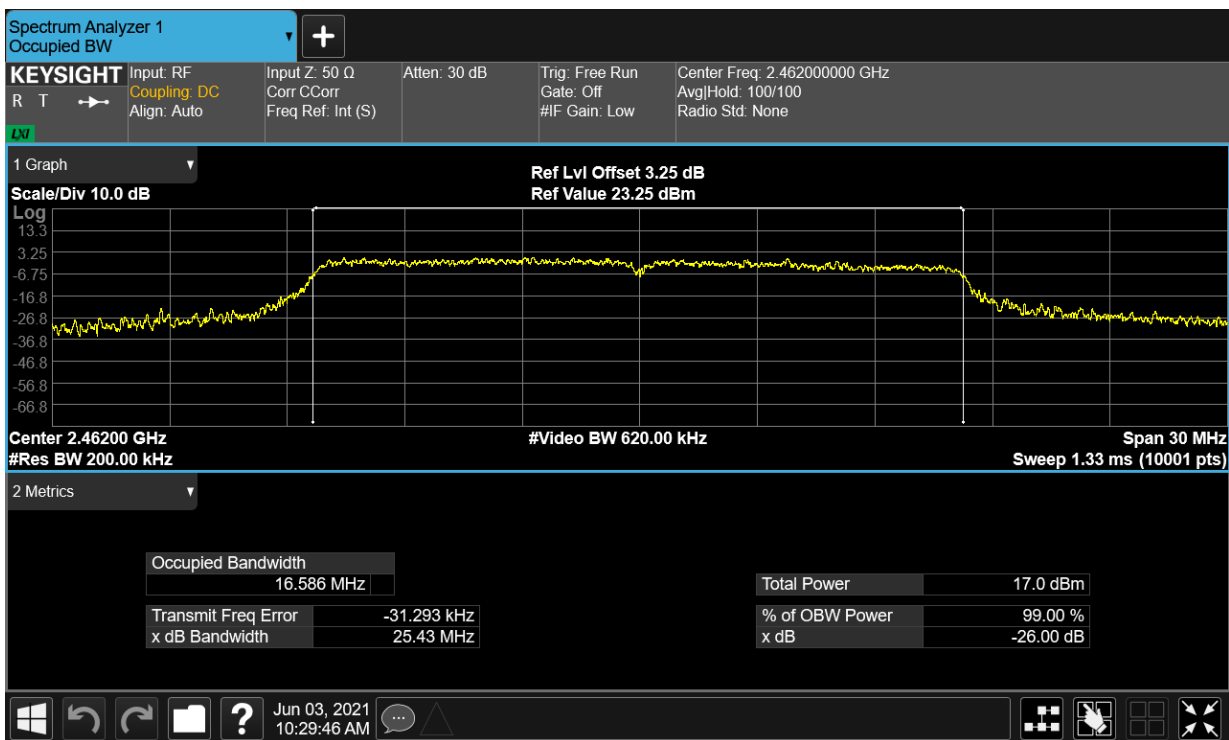 Spectrum Analyzer 1
Occupied BW
KEYSIGHT
R T
LXI
Input: RF
Coupling: DC
Align: Auto
Input Z: 50 Ω
Corr CCorr
Freq Ref: Int (S)
Atten: 30 dB
Trig: Free Run
Gate: Off
#IF Gain: Low
Center Freq: 2.462000000 GHz
Avg|Hold: 100/100
Radio Std: None
1 Graph
Scale/Div 10.0 dB
Ref Lvl Offset 3.25 dB
Ref Value 23.25 dBm
Log
13.3
3.25
-6.75
-16.8
-26.8
-36.8
-46.8
-56.8
-66.8
Center 2.46200 GHz
#Video BW 620.00 kHz
Span 30 MHz
#Res BW 200.00 kHz
Sweep 1.33 ms (10001 pts)
2 Metrics
Occupied Bandwidth
16.586 MHz
Total Power 17.0 dBm
Transmit Freq Error -31.293 kHz
% of OBW Power 99.00 %
x dB Bandwidth 25.43 MHz
x dB -26.00 dB
?
Jun 03, 2021
10:29:46 AM